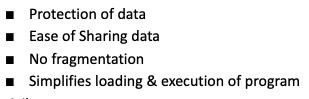 ▪ Protection of data
▪ Ease of Sharing data
▪ No fragmentation
▪ Simplifies loading & execution of program